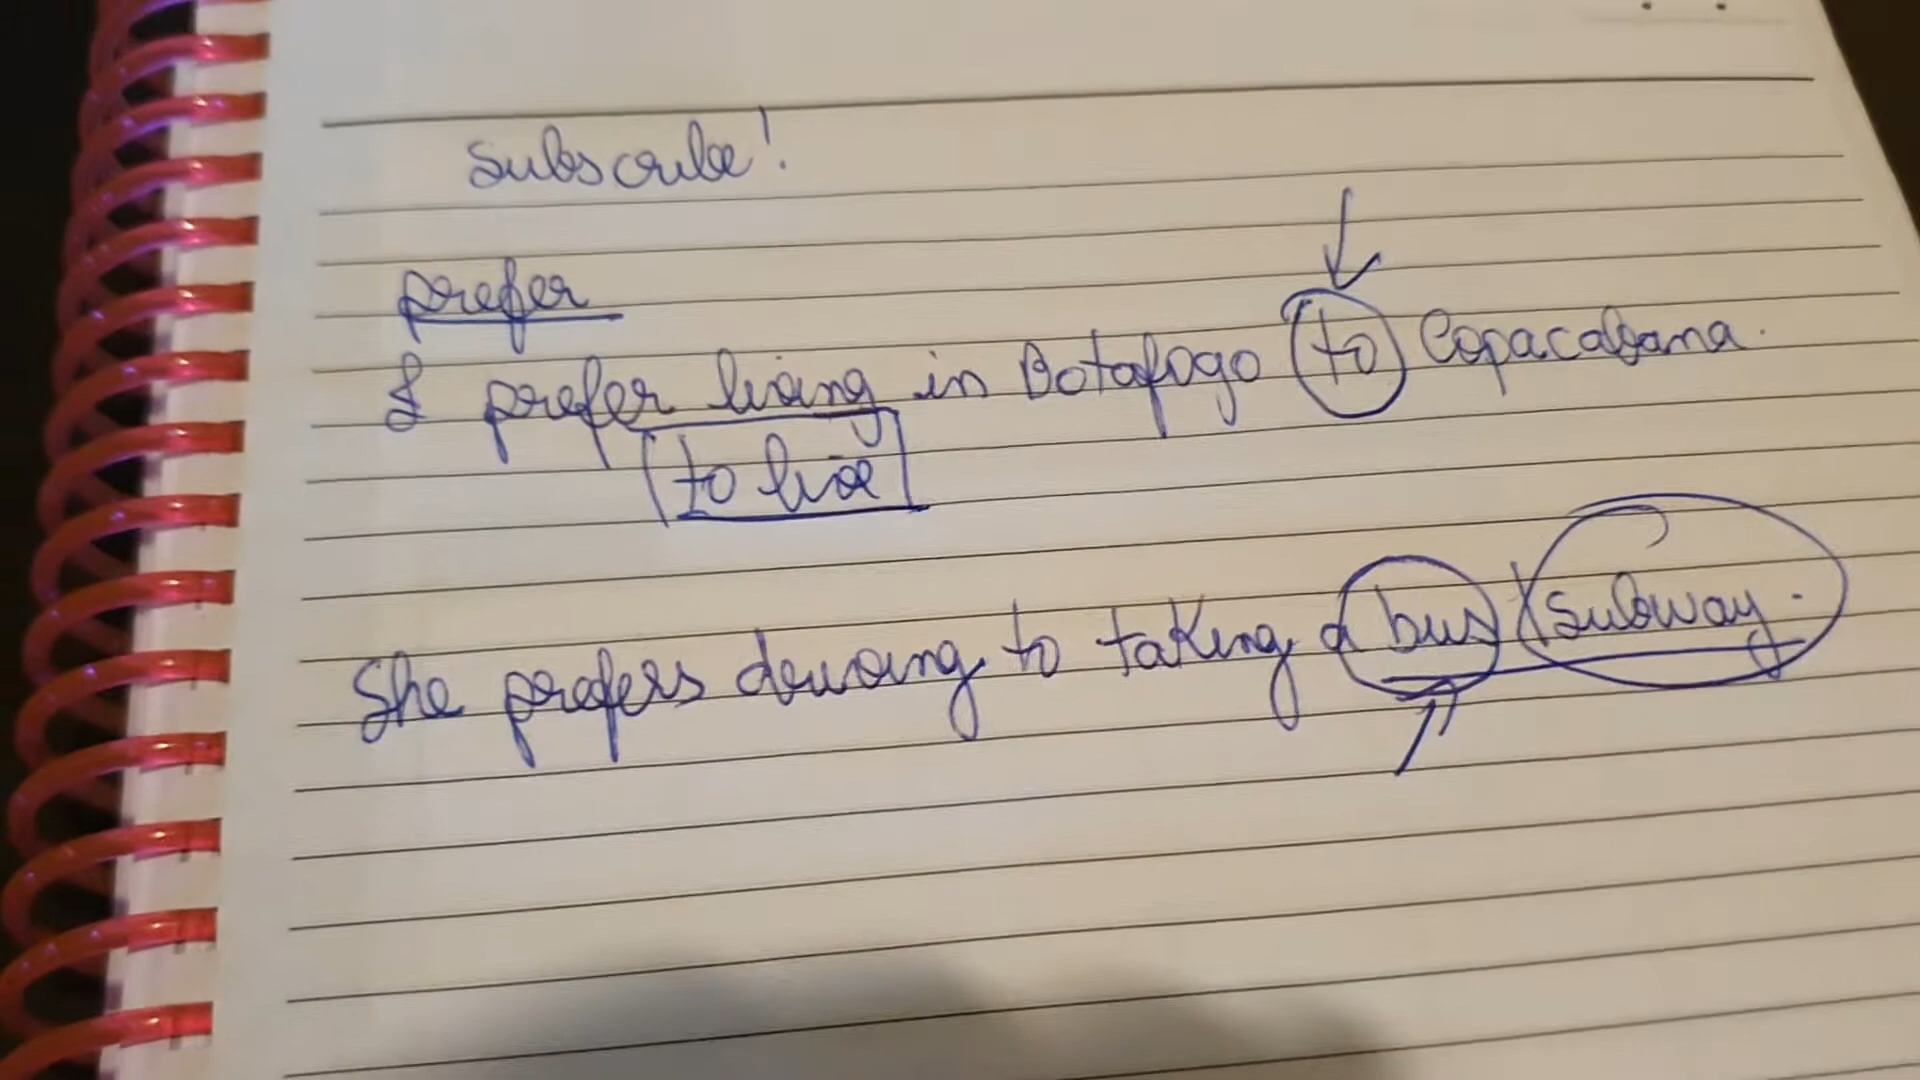 Subscribe!
prefer
I prefer living in Botafogo to Copacabana.
to live
She prefers driving to taking a bus / subway.